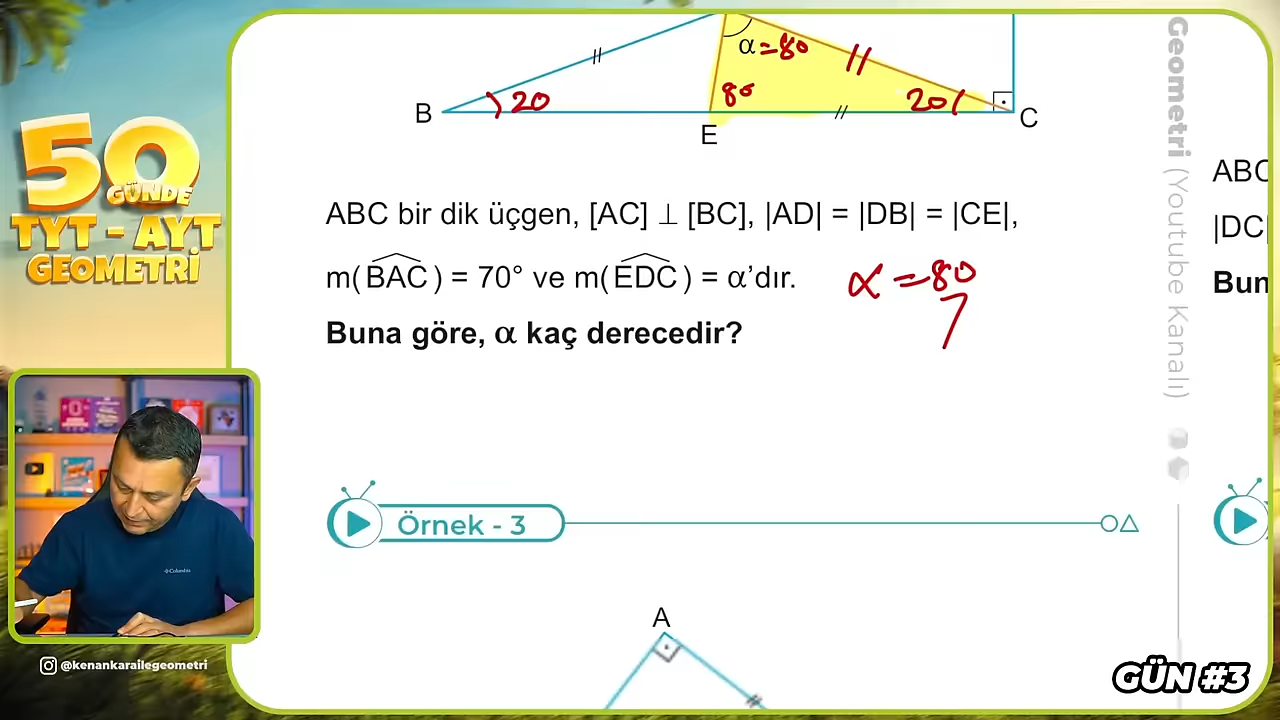 50
GÜNDE
TYT - AYT
GEOMETRİ
α=80
B
20
80
20
E
C
ABC bir dik üçgen, [AC] ⊥ [BC], |AD| = |DB| = |CE|,
m(BAC) = 70° ve m(EDC) = α’dır.
α = 80
Buna göre, α kaç derecedir?
Örnek - 3
A
Geometri (Youtube Kanalı)
ABC
|DC|
Bun
Columbia
@kenankarailegeometri
GÜN #3